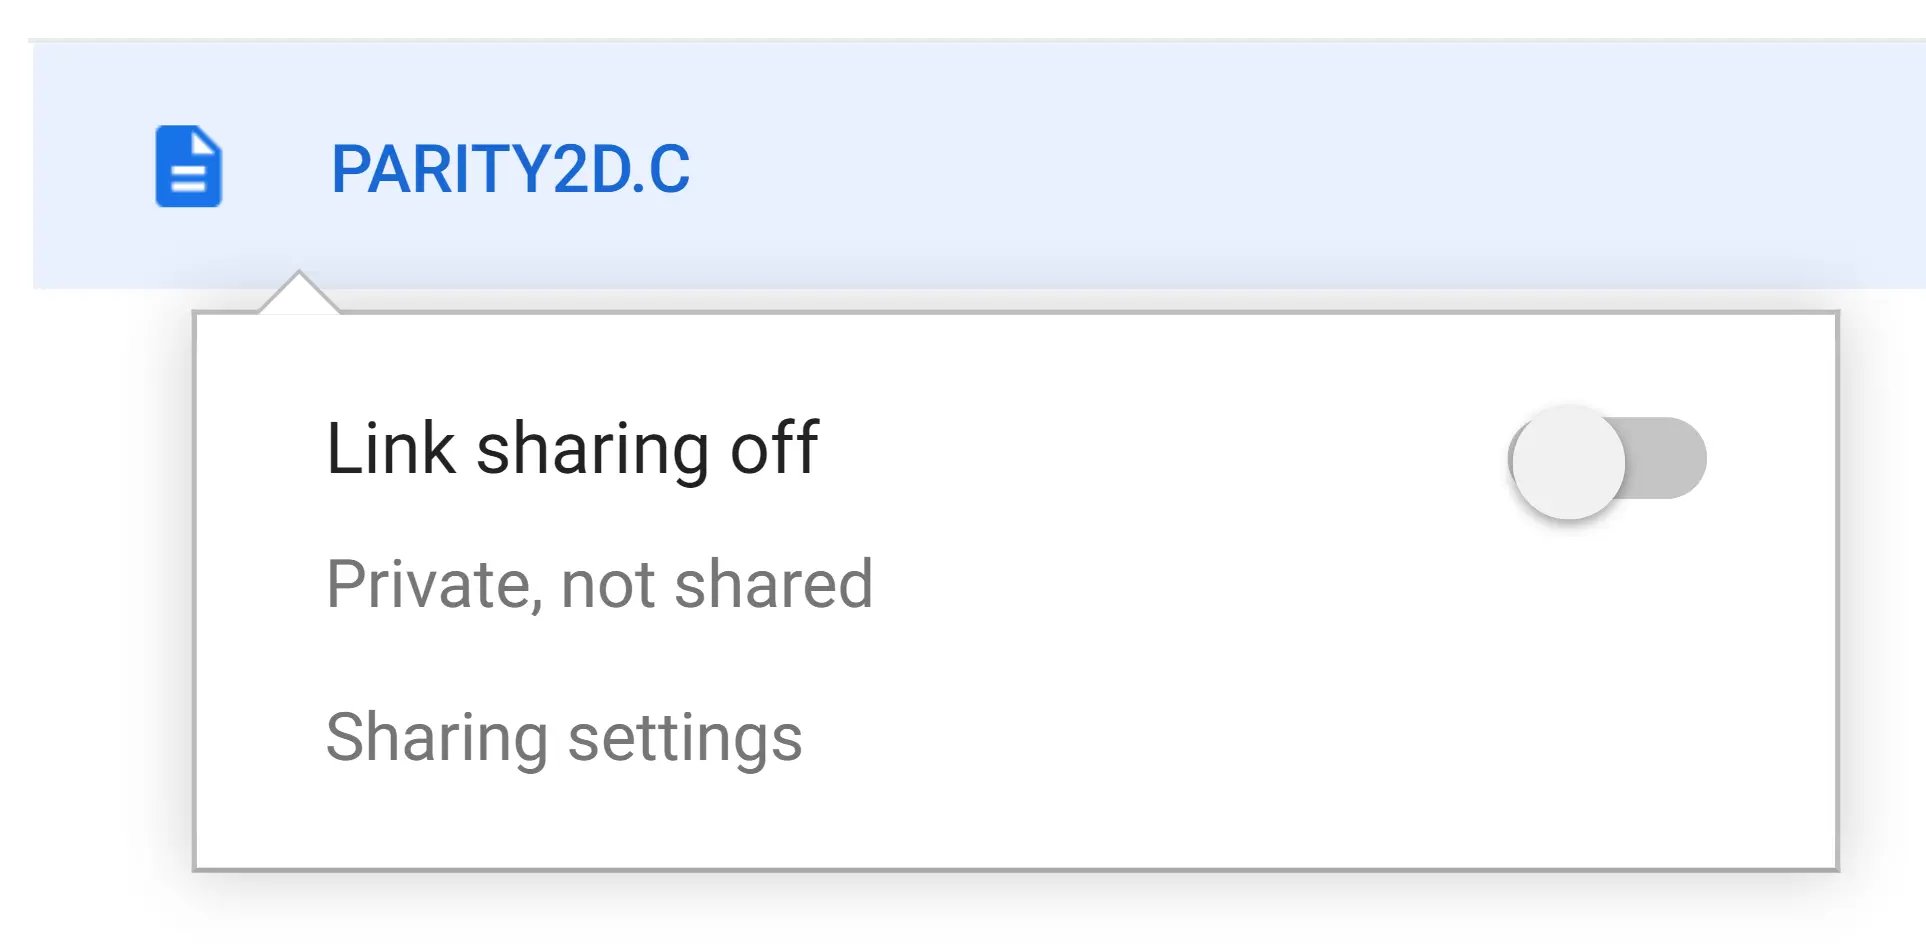 PARITY2D.C
Link sharing off
Private, not shared
Sharing settings